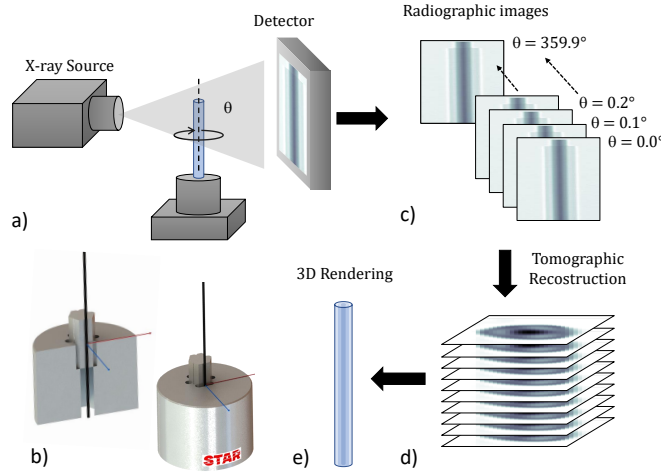 Detector
Radiographic images
X-ray Source
θ
θ = 359.9°
θ = 0.2°
θ = 0.1°
θ = 0.0°
a)
c)
3D Rendering
Tomographic
Recostruction
STAR
b)
e)
d)